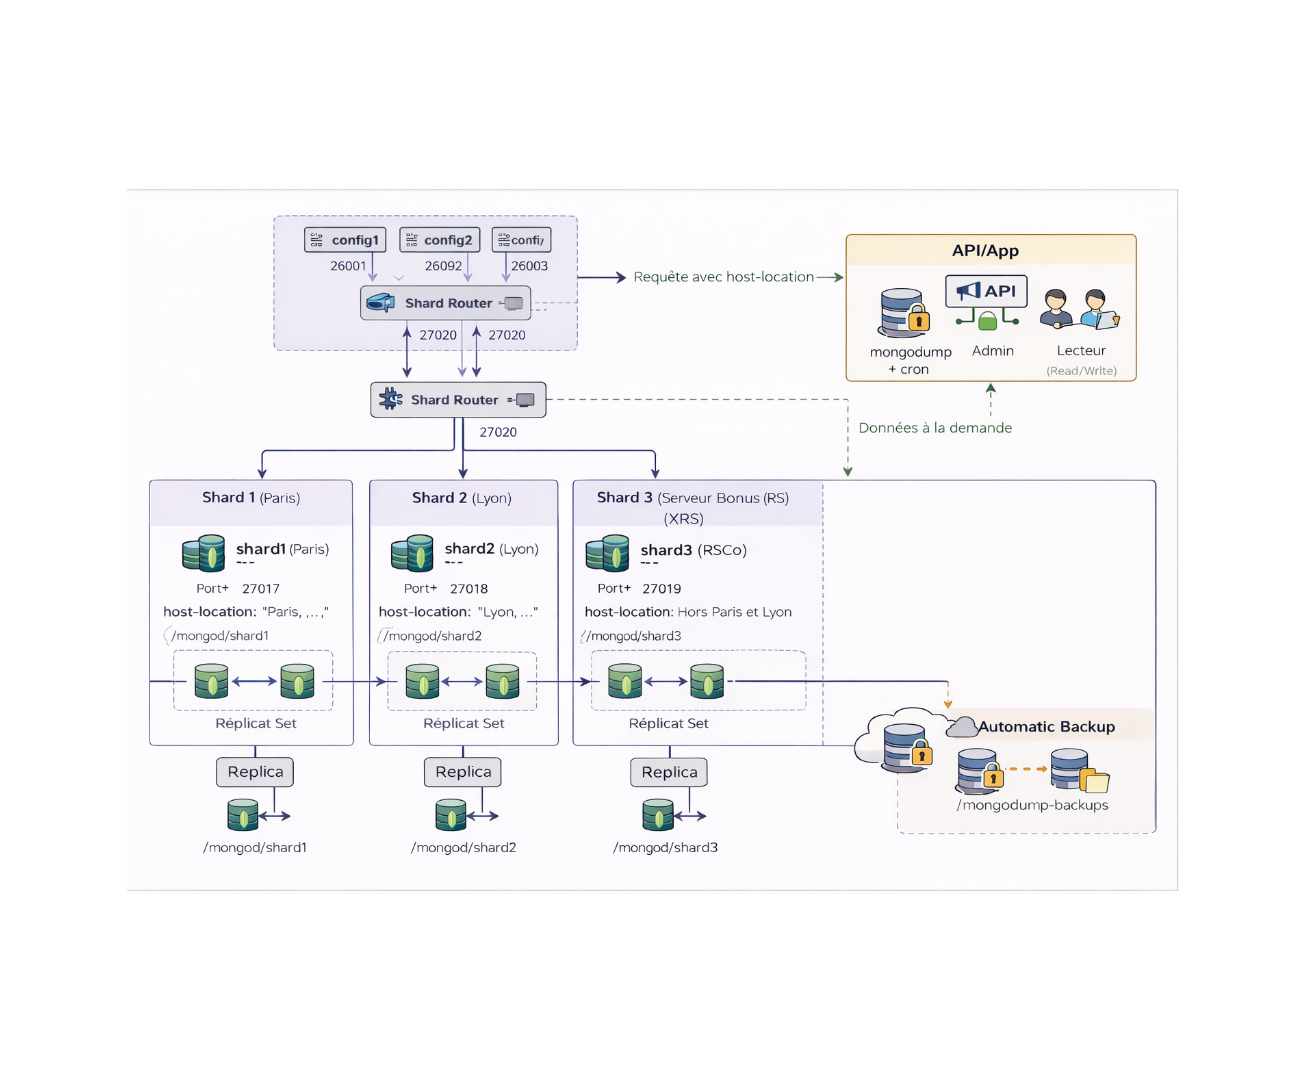 config1
config2
confi/
26001
26092
26003
Shard Router
27020
27020
Requête avec host-location
API/App
API
mongodump
+ cron
Admin
Lecteur
(Read/Write)
Shard Router
27020
Données à la demande
Shard 1 (Paris)
shard1 (Paris)
Port+ 27017
host-location: "Paris, ,..,"
/mongod/shard1
Réplicat Set
Replica
/mongod/shard1
Shard 2 (Lyon)
shard2 (Lyon)
Port+ 27018
host-location: "Lyon, ..."
/mongod/shard2
Réplicat Set
Replica
/mongod/shard2
Shard 3 (Serveur Bonus (RS)
(XRS)
shard3 (RSCo)
Port+ 27019
host-location: Hors Paris et Lyon
/mongod/shard3
Réplicat Set
Replica
/mongod/shard3
Automatic Backup
/mongodump-backups